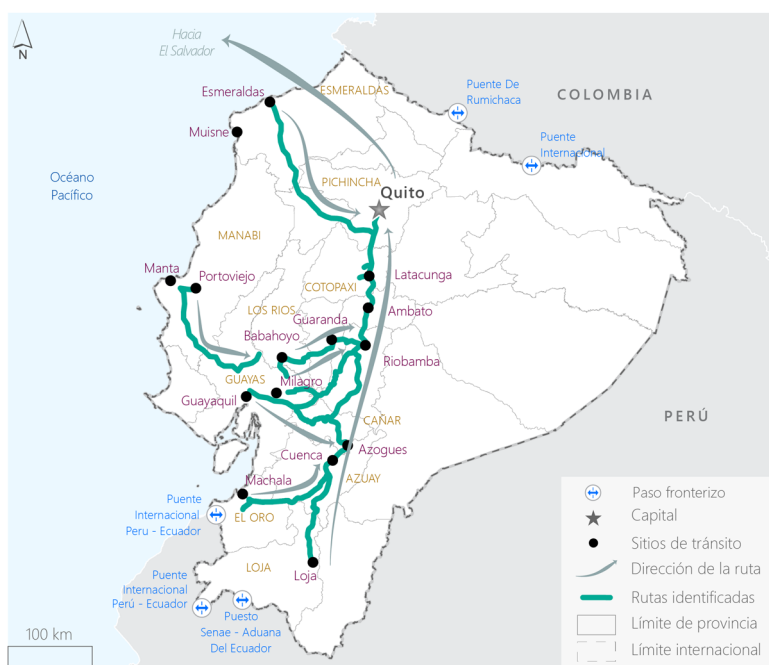 Hacia
El Salvador
N
Esmeraldas
ESMERALDAS
Puente De
Rumichaca
COLOMBIA
Muisne
Puente
Internacional
Océano
Pacífico
PICHINCHA
Quito
MANABI
Manta
Portoviejo
COTOPAXI
Latacunga
LOS RIOS
Guaranda
Ambato
Babahoyo
Riobamba
GUAYAS
Milagro
Guayaquil
CAÑAR
PERÚ
Cuenca
Azogues
Machala
AZUAY
Puente
Internacional
Peru - Ecuador
EL ORO
LOJA
Loja
Puente
Internacional
Perú - Ecuador
Puesto
Senae - Aduana
Del Ecuador
100 km
Paso fronterizo
Capital
Sitios de tránsito
Dirección de la ruta
Rutas identificadas
Límite de provincia
Límite internacional